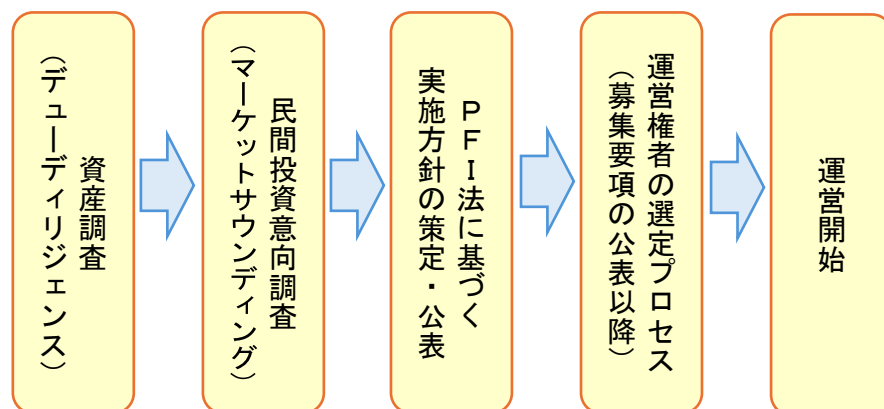 資産調査
（デューディリジェンス）
民間投資意向調査
（マーケットサウンディング）
ＰＦＩ法に基づく
実施方針の策定・公表
運営権者の選定プロセス
（募集要項の公表以降）
運営開始